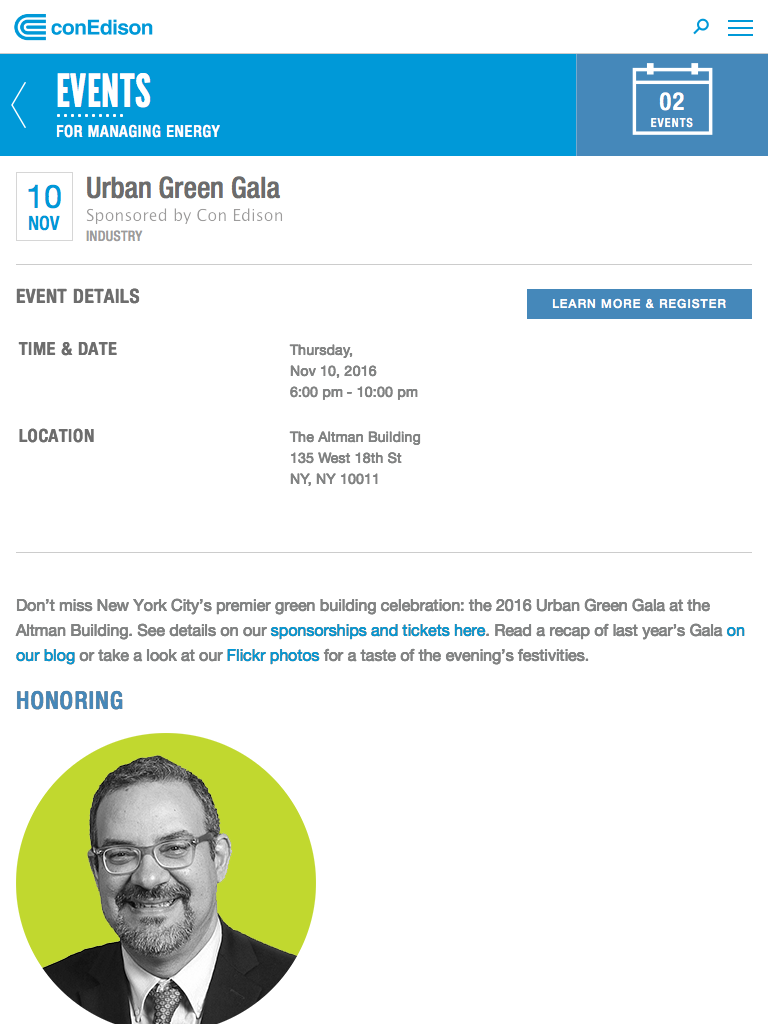 conEdison
EVENTS
FOR MANAGING ENERGY
02
EVENTS
10
NOV
Urban Green Gala
Sponsored by Con Edison
INDUSTRY
EVENT DETAILS
LEARN MORE & REGISTER
TIME & DATE
Thursday,
Nov 10, 2016
6:00 pm - 10:00 pm
LOCATION
The Altman Building
135 West 18th St
NY, NY 10011
Don’t miss New York City’s premier green building celebration: the 2016 Urban Green Gala at the
Altman Building. See details on our sponsorships and tickets here. Read a recap of last year’s Gala on
our blog or take a look at our Flickr photos for a taste of the evening’s festivities.
HONORING